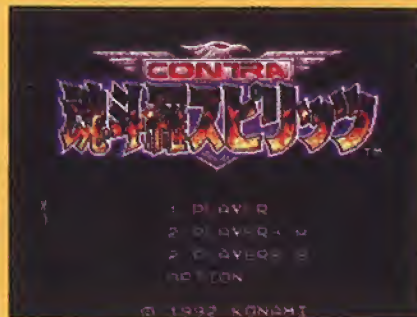 CONTRA
魂斗羅スピリッツ
TM
1 PLAYER
2 PLAYERS A
2 PLAYERS B
OPTION
© 1992 KONAMI